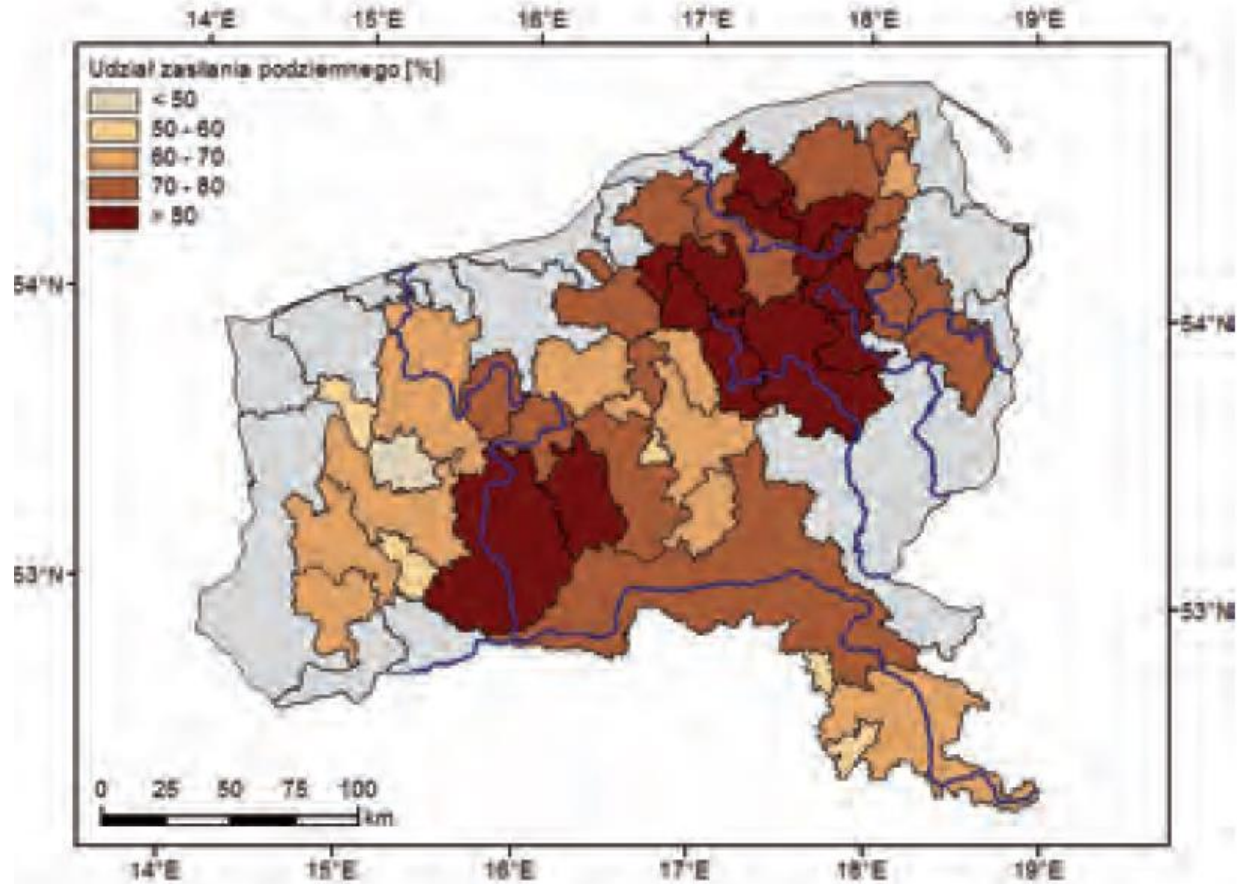 14°E 15°E 16°E 17°E 18°E 19°E
Udział zasilania podziemnego [%]
< 50
50 - 60
60 - 70
70 - 80
> 80
54°N 54°N
53°N 53°N
0 25 50 75 100
km
14°E 15°E 16°E 17°E 18°E 19°E